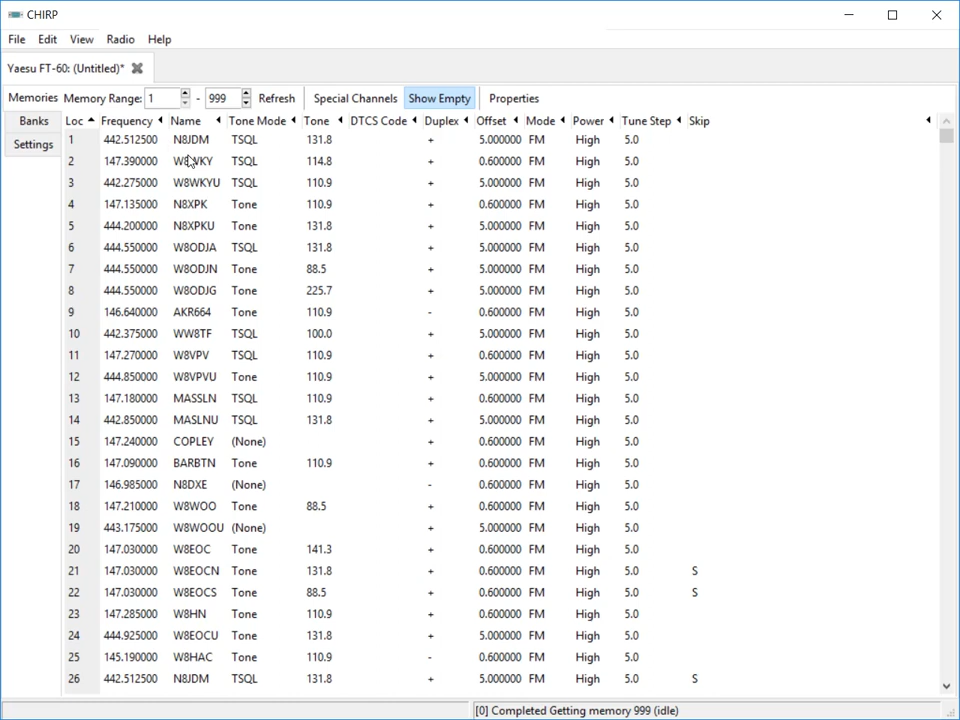 CHIRP
File Edit View Radio Help
Yaesu FT-60: (Untitled)*
Memories Memory Range: 1 - 999 Refresh Special Channels Show Empty Properties
Banks
Settings
Loc Frequency Name Tone Mode Tone DTCS Code Duplex Offset Mode Power Tune Step Skip
1 442.512500 N8JDM TSQL 131.8 + 5.000000 FM High 5.0
2 147.390000 W8WKY TSQL 114.8 + 0.600000 FM High 5.0
3 442.275000 W8WKYU TSQL 110.9 + 5.000000 FM High 5.0
4 147.135000 N8XPK Tone 110.9 + 0.600000 FM High 5.0
5 444.200000 N8XPKU Tone 131.8 + 5.000000 FM High 5.0
6 444.550000 W8ODJA TSQL 131.8 + 5.000000 FM High 5.0
7 444.550000 W8ODJN Tone 88.5 + 5.000000 FM High 5.0
8 444.550000 W8ODJG Tone 225.7 + 5.000000 FM High 5.0
9 146.640000 AKR664 Tone 110.9 - 0.600000 FM High 5.0
10 442.375000 WW8TF TSQL 100.0 + 5.000000 FM High 5.0
11 147.270000 W8VPV TSQL 110.9 + 0.600000 FM High 5.0
12 444.850000 W8VPVU Tone 110.9 + 5.000000 FM High 5.0
13 147.180000 MASSLN TSQL 110.9 + 0.600000 FM High 5.0
14 442.850000 MASLNU TSQL 131.8 + 5.000000 FM High 5.0
15 147.240000 COPLEY (None) + 0.600000 FM High 5.0
16 147.090000 BARBTN Tone 110.9 + 0.600000 FM High 5.0
17 146.985000 N8DXE (None) - 0.600000 FM High 5.0
18 147.210000 W8WOO Tone 88.5 + 0.600000 FM High 5.0
19 443.175000 W8WOOU (None) + 5.000000 FM High 5.0
20 147.030000 W8EOC Tone 141.3 + 0.600000 FM High 5.0
21 147.030000 W8EOCN Tone 131.8 + 0.600000 FM High 5.0 S
22 147.030000 W8EOCS Tone 88.5 + 0.600000 FM High 5.0 S
23 147.285000 W8HN Tone 110.9 + 0.600000 FM High 5.0
24 444.925000 W8EOCU Tone 131.8 + 5.000000 FM High 5.0
25 145.190000 W8HAC Tone 110.9 - 0.600000 FM High 5.0
26 442.512500 N8JDM TSQL 131.8 + 5.000000 FM High 5.0 S
[0] Completed Getting memory 999 (idle)